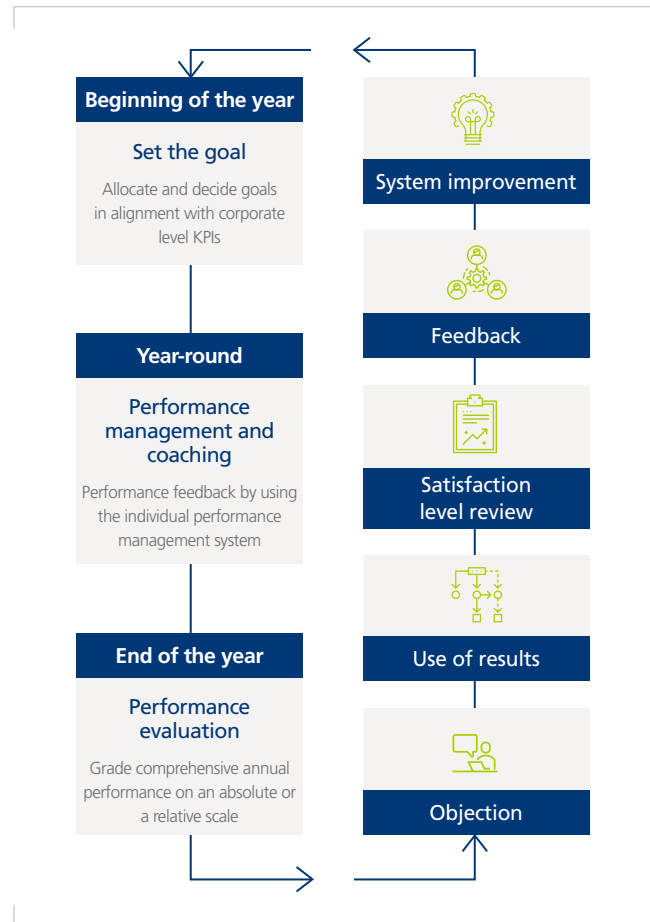 Beginning of the year
Set the goal
Allocate and decide goals
in alignment with corporate
level KPIs
Year-round
Performance
management and
coaching
Performance feedback by using
the individual performance
management system
End of the year
Performance
evaluation
Grade comprehensive annual
performance on an absolute or
a relative scale
System improvement
Feedback
Satisfaction
level review
Use of results
Objection